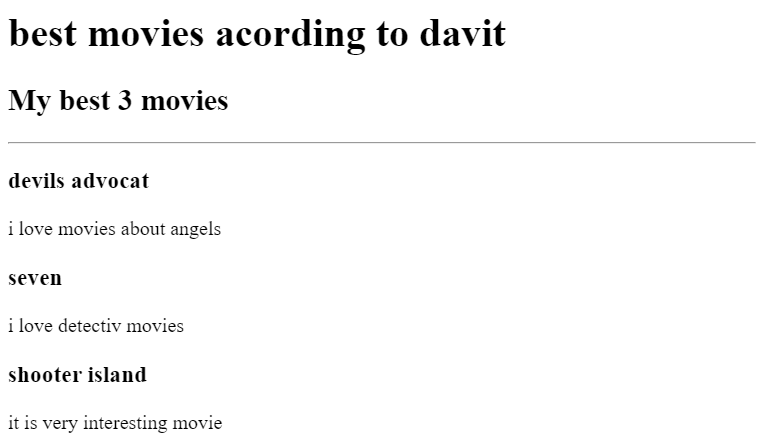 best movies acording to davit
My best 3 movies
devils advocat
i love movies about angels
seven
i love detectiv movies
shooter island
it is very interesting movie